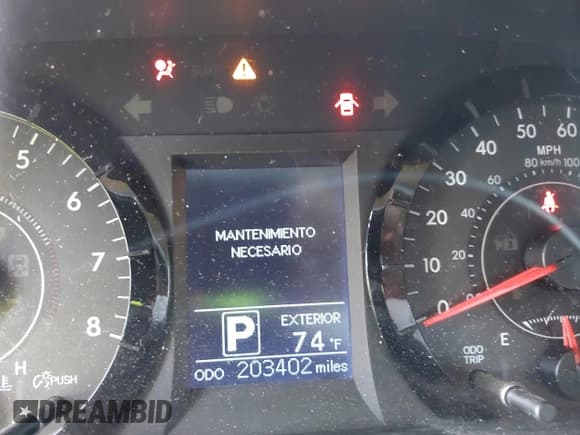 50
60
40
MPH
5
80 km/h 100
30
60
6
20
40
MANTENIMIENTO
NECESARIO
10
20
7
0
0
EXTERIOR
P
74 °F
8
ODO
TRIP
E
H
PUSH
ODO 203402 miles
DREAMBID